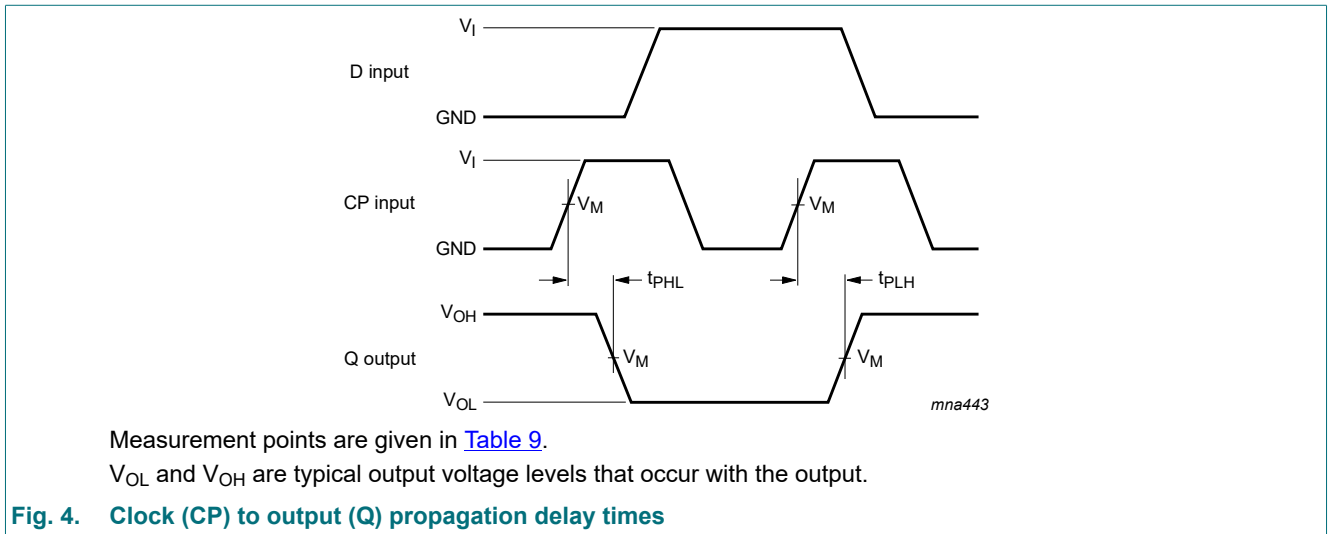 VI
D input
GND
VI
CP input
VM
VM
GND
tPHL
tPLH
VOH
Q output
VM
VM
VOL
mna443
Measurement points are given in Table 9.
VOL and VOH are typical output voltage levels that occur with the output.
Fig. 4. Clock (CP) to output (Q) propagation delay times